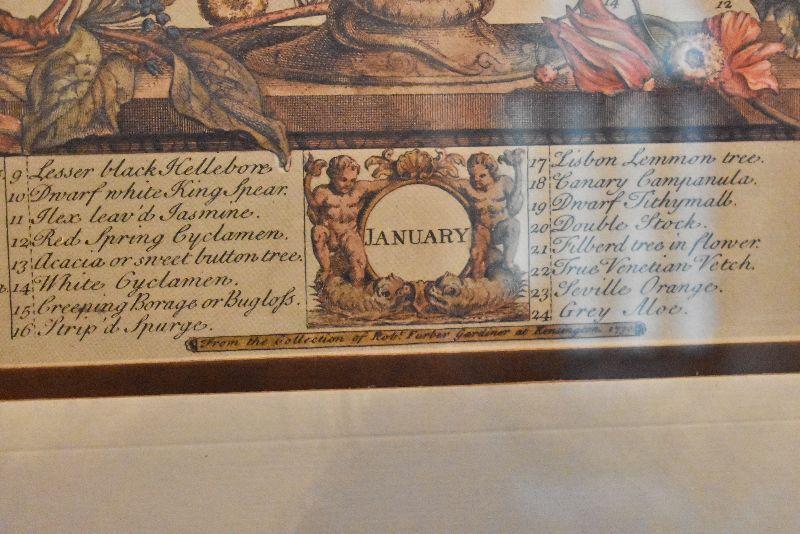 14
12
9 Lesser black Hellebore
10 Dwarf white King Spear.
11 Ilex leav'd Jasmine.
12 Red Spring Cyclamen.
13 Acacia or sweet button tree.
14 White Cyclamen.
15 Creeping Borage or Bugloſs.
16 Strip'd Spurge.
JANUARY
17 Lisbon Lemmon tree.
18 Canary Campanula.
19 Dwarf Tithymall.
20 Double Stock.
21 Filberd tree in flower.
22 True Venetian Vetch.
23 Seville Orange.
24 Grey Aloe.
From the Collection of Robt. Furber Gardiner at Kensington. 1730